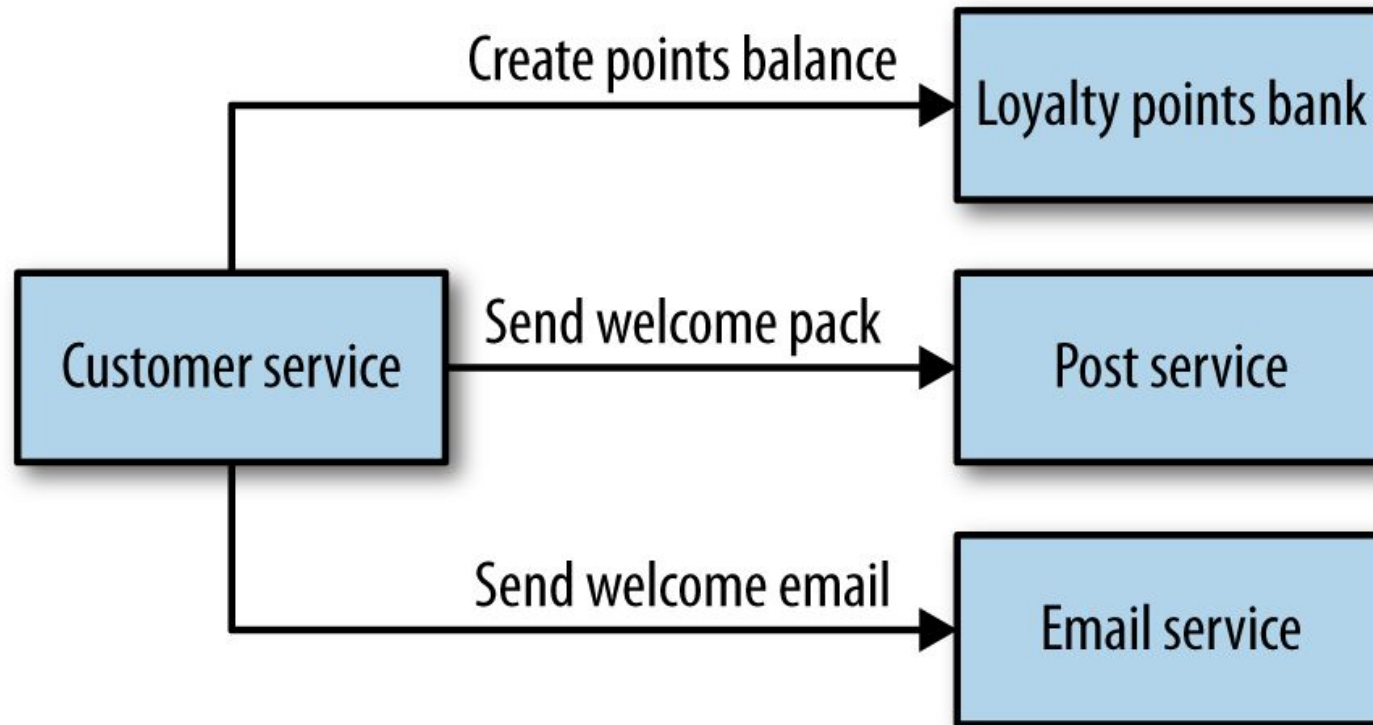 Create points balance
Loyalty points bank
Customer service
Send welcome pack
Post service
Send welcome email
Email service